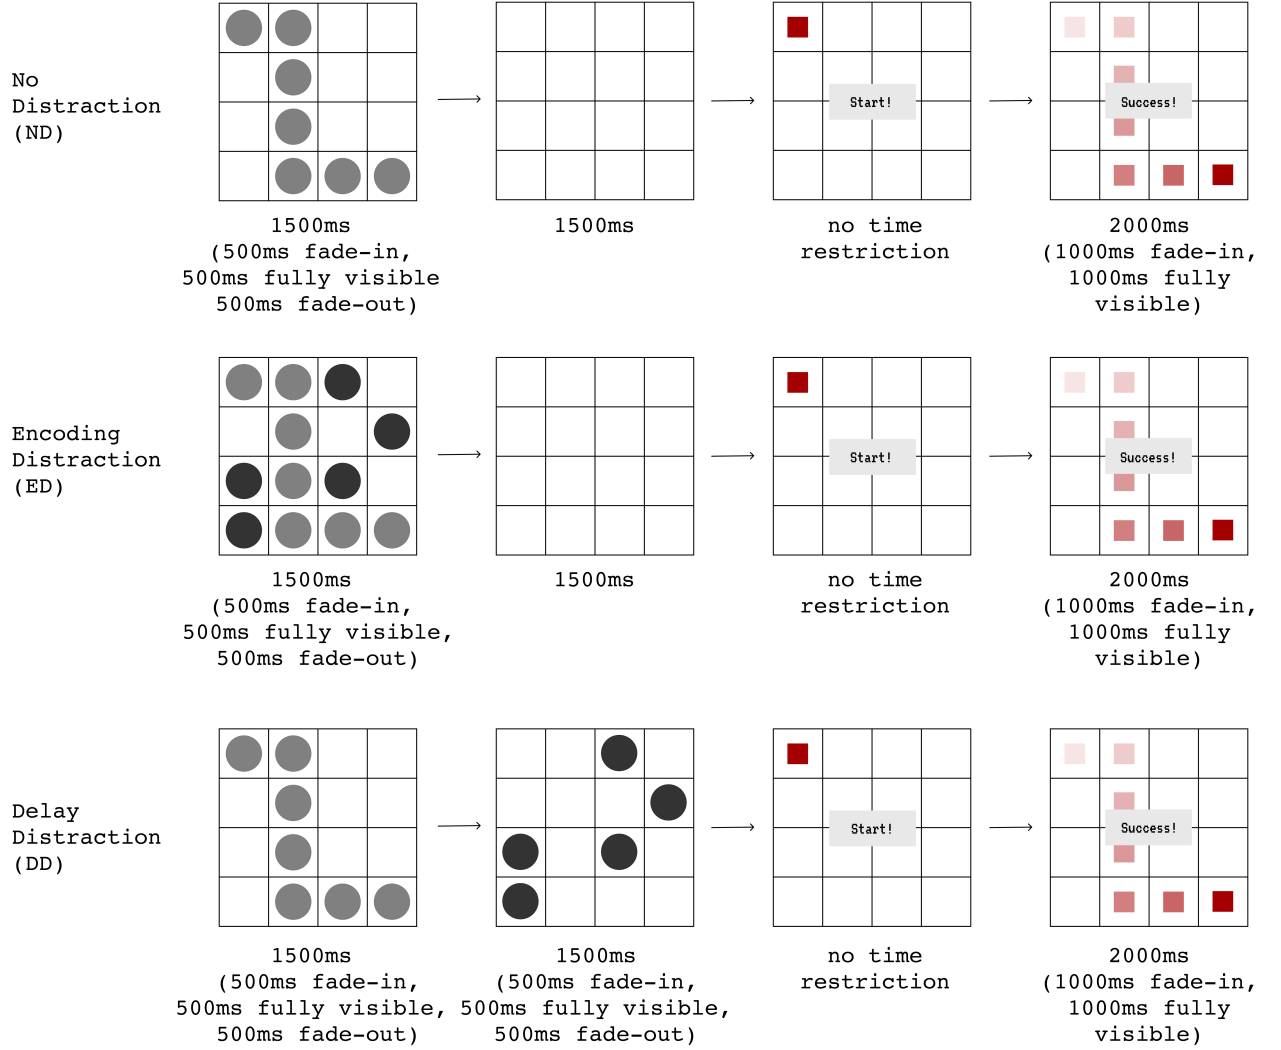 No
Distraction
(ND)
Start!
Success!
1500ms
(500ms fade-in,
500ms fully visible
500ms fade-out)
1500ms
no time
restriction
2000ms
(1000ms fade-in,
1000ms fully
visible)
Encoding
Distraction
(ED)
Start!
Success!
1500ms
(500ms fade-in,
500ms fully visible,
500ms fade-out)
1500ms
no time
restriction
2000ms
(1000ms fade-in,
1000ms fully
visible)
Delay
Distraction
(DD)
Start!
Success!
1500ms
(500ms fade-in,
500ms fully visible,
500ms fade-out)
1500ms
(500ms fade-in,
500ms fully visible,
500ms fade-out)
no time
restriction
2000ms
(1000ms fade-in,
1000ms fully
visible)